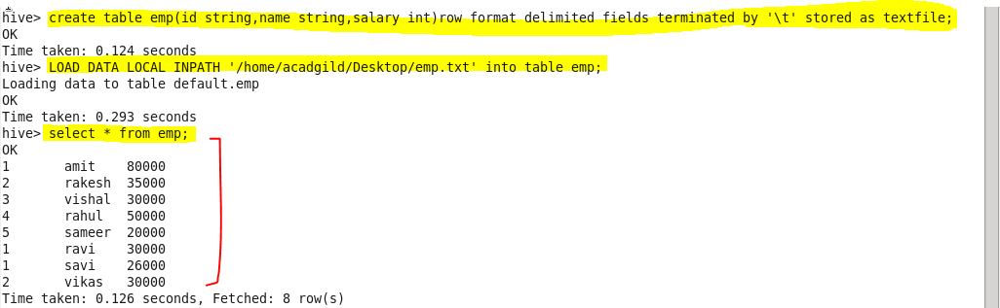 hive> create table emp(id string,name string,salary int)row format delimited fields terminated by '\t' stored as textfile;
OK
Time taken: 0.124 seconds
hive> LOAD DATA LOCAL INPATH '/home/acadgild/Desktop/emp.txt' into table emp;
Loading data to table default.emp
OK
Time taken: 0.293 seconds
hive> select * from emp;
OK
1 amit 80000
2 rakesh 35000
3 vishal 30000
4 rahul 50000
5 sameer 20000
1 ravi 30000
1 savi 26000
2 vikas 30000
Time taken: 0.126 seconds, Fetched: 8 row(s)